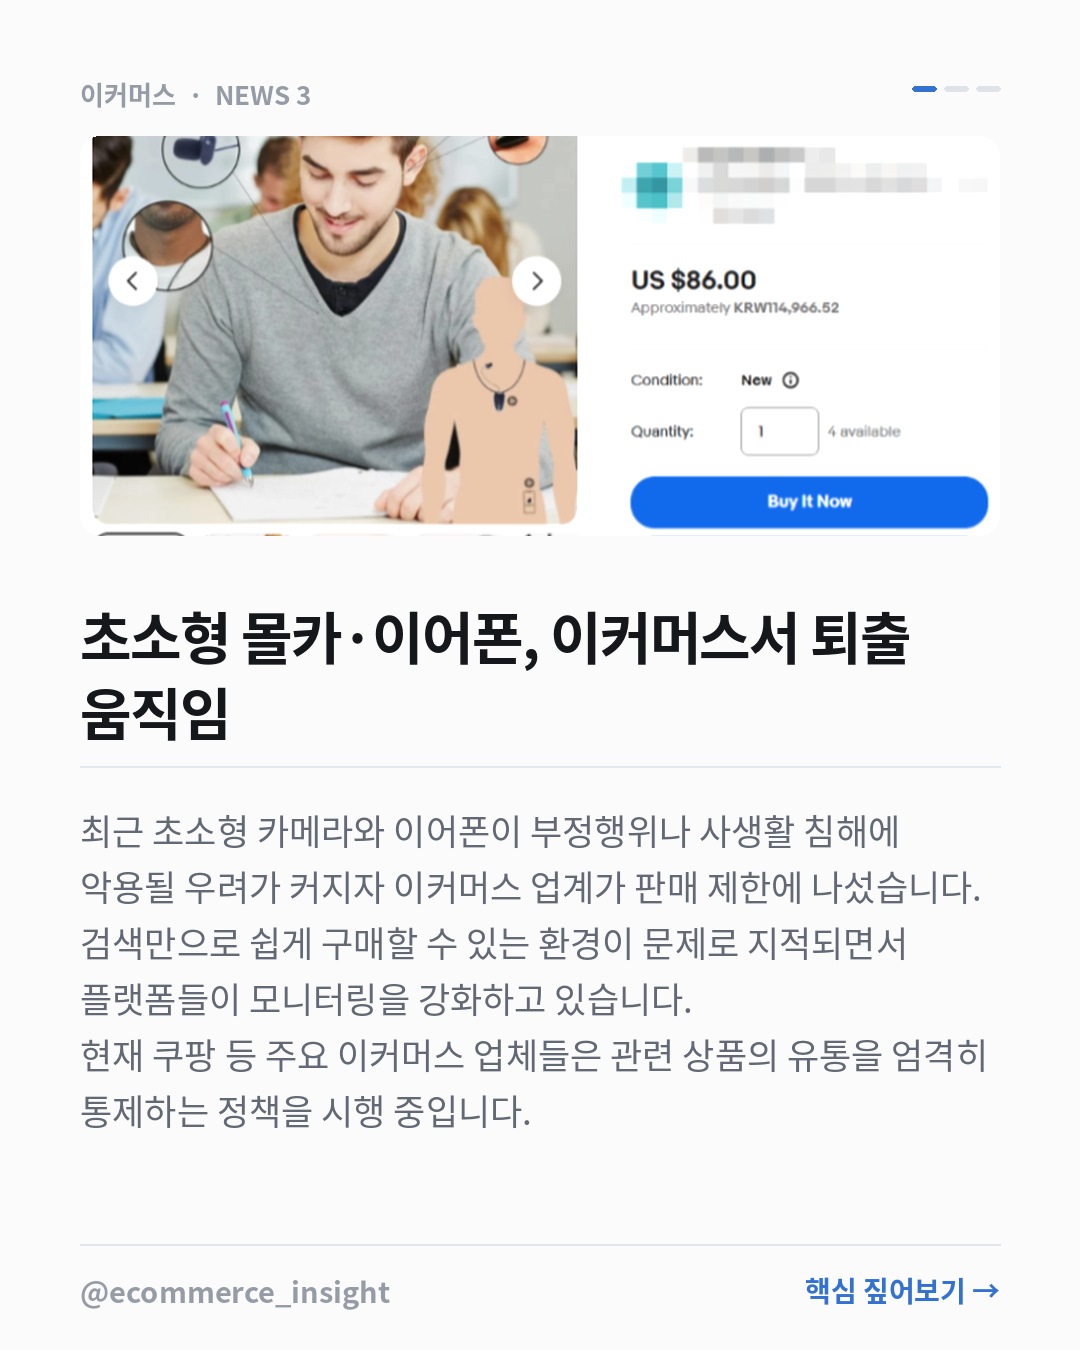 이커머스 · NEWS 3
US $86.00
Approximately KRW114,966.52
Condition: New
Quantity: 1 4 available
Buy It Now
초소형 몰카·이어폰, 이커머스서 퇴출
움직임
최근 초소형 카메라와 이어폰이 부정행위나 사생활 침해에
악용될 우려가 커지자 이커머스 업계가 판매 제한에 나섰습니다.
검색만으로 쉽게 구매할 수 있는 환경이 문제로 지적되면서
플랫폼들이 모니터링을 강화하고 있습니다.
현재 쿠팡 등 주요 이커머스 업체들은 관련 상품의 유통을 엄격히
통제하는 정책을 시행 중입니다.
@ecommerce_insight
핵심 짚어보기 →